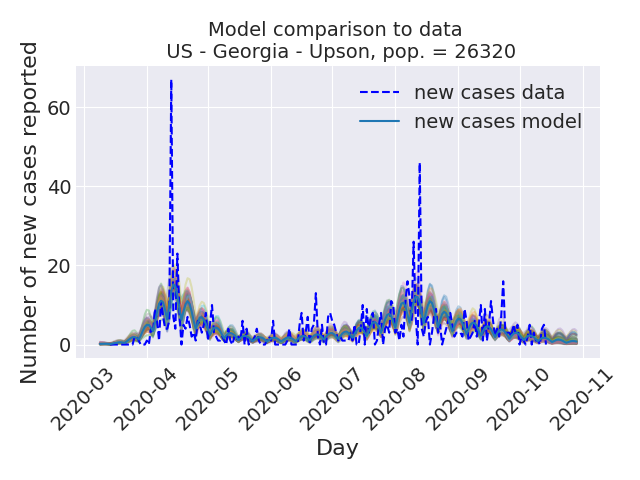 Model comparison to data
US - Georgia - Upson, pop. = 26320
Number of new cases reported
60
40
20
0
new cases data
new cases model
2020-03
2020-04
2020-05
2020-06
2020-07
2020-08
2020-09
2020-10
2020-11
Day